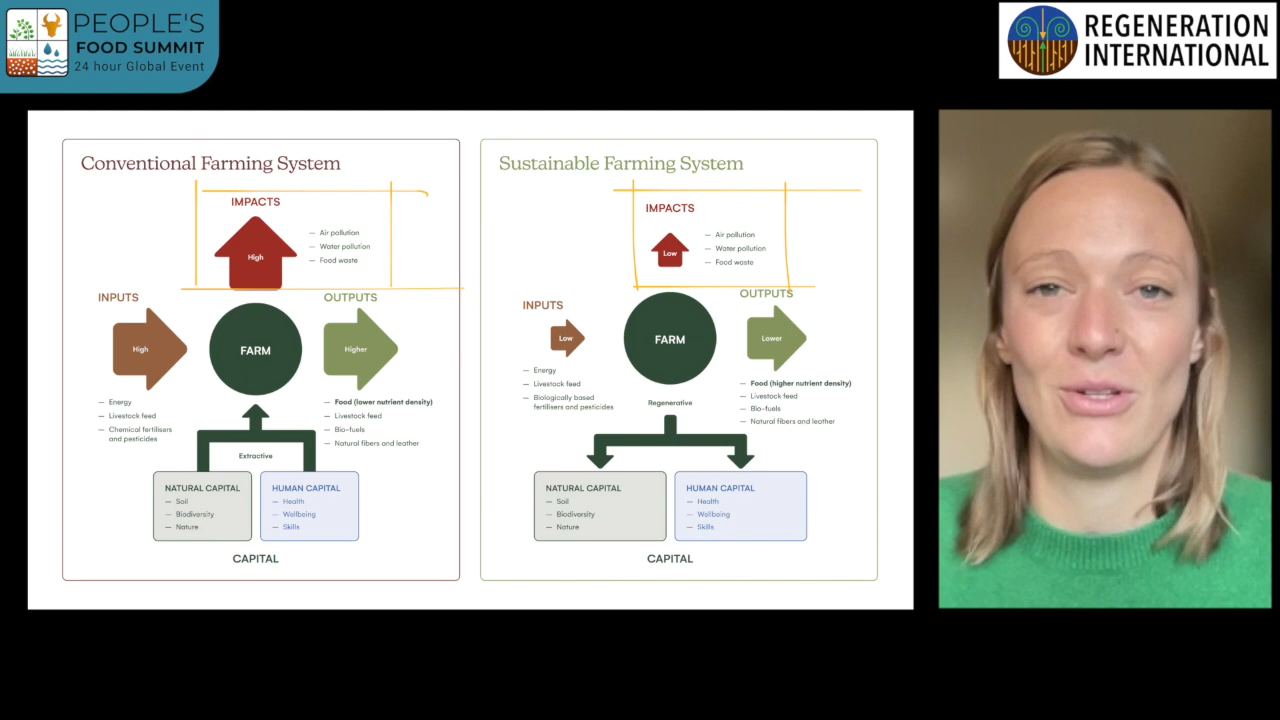 PEOPLE'S
FOOD SUMMIT
24 hour Global Event
REGENERATION
INTERNATIONAL
Conventional Farming System
IMPACTS
High
— Air pollution
— Water pollution
— Food waste
INPUTS
High
— Energy
— Livestock feed
— Chemical fertilisers
and pesticides
FARM
OUTPUTS
Higher
— Food (lower nutrient density)
— Livestock feed
— Bio-fuels
— Natural fibers and leather
Extractive
NATURAL CAPITAL
— Soil
— Biodiversity
— Nature
HUMAN CAPITAL
— Health
— Wellbeing
— Skills
CAPITAL
Sustainable Farming System
IMPACTS
Low
— Air pollution
— Water pollution
— Food waste
INPUTS
Low
— Energy
— Livestock feed
— Biologically based
fertilisers and pesticides
FARM
OUTPUTS
Lower
— Food (higher nutrient density)
— Livestock feed
— Bio-fuels
— Natural fibers and leather
Regenerative
NATURAL CAPITAL
— Soil
— Biodiversity
— Nature
HUMAN CAPITAL
— Health
— Wellbeing
— Skills
CAPITAL